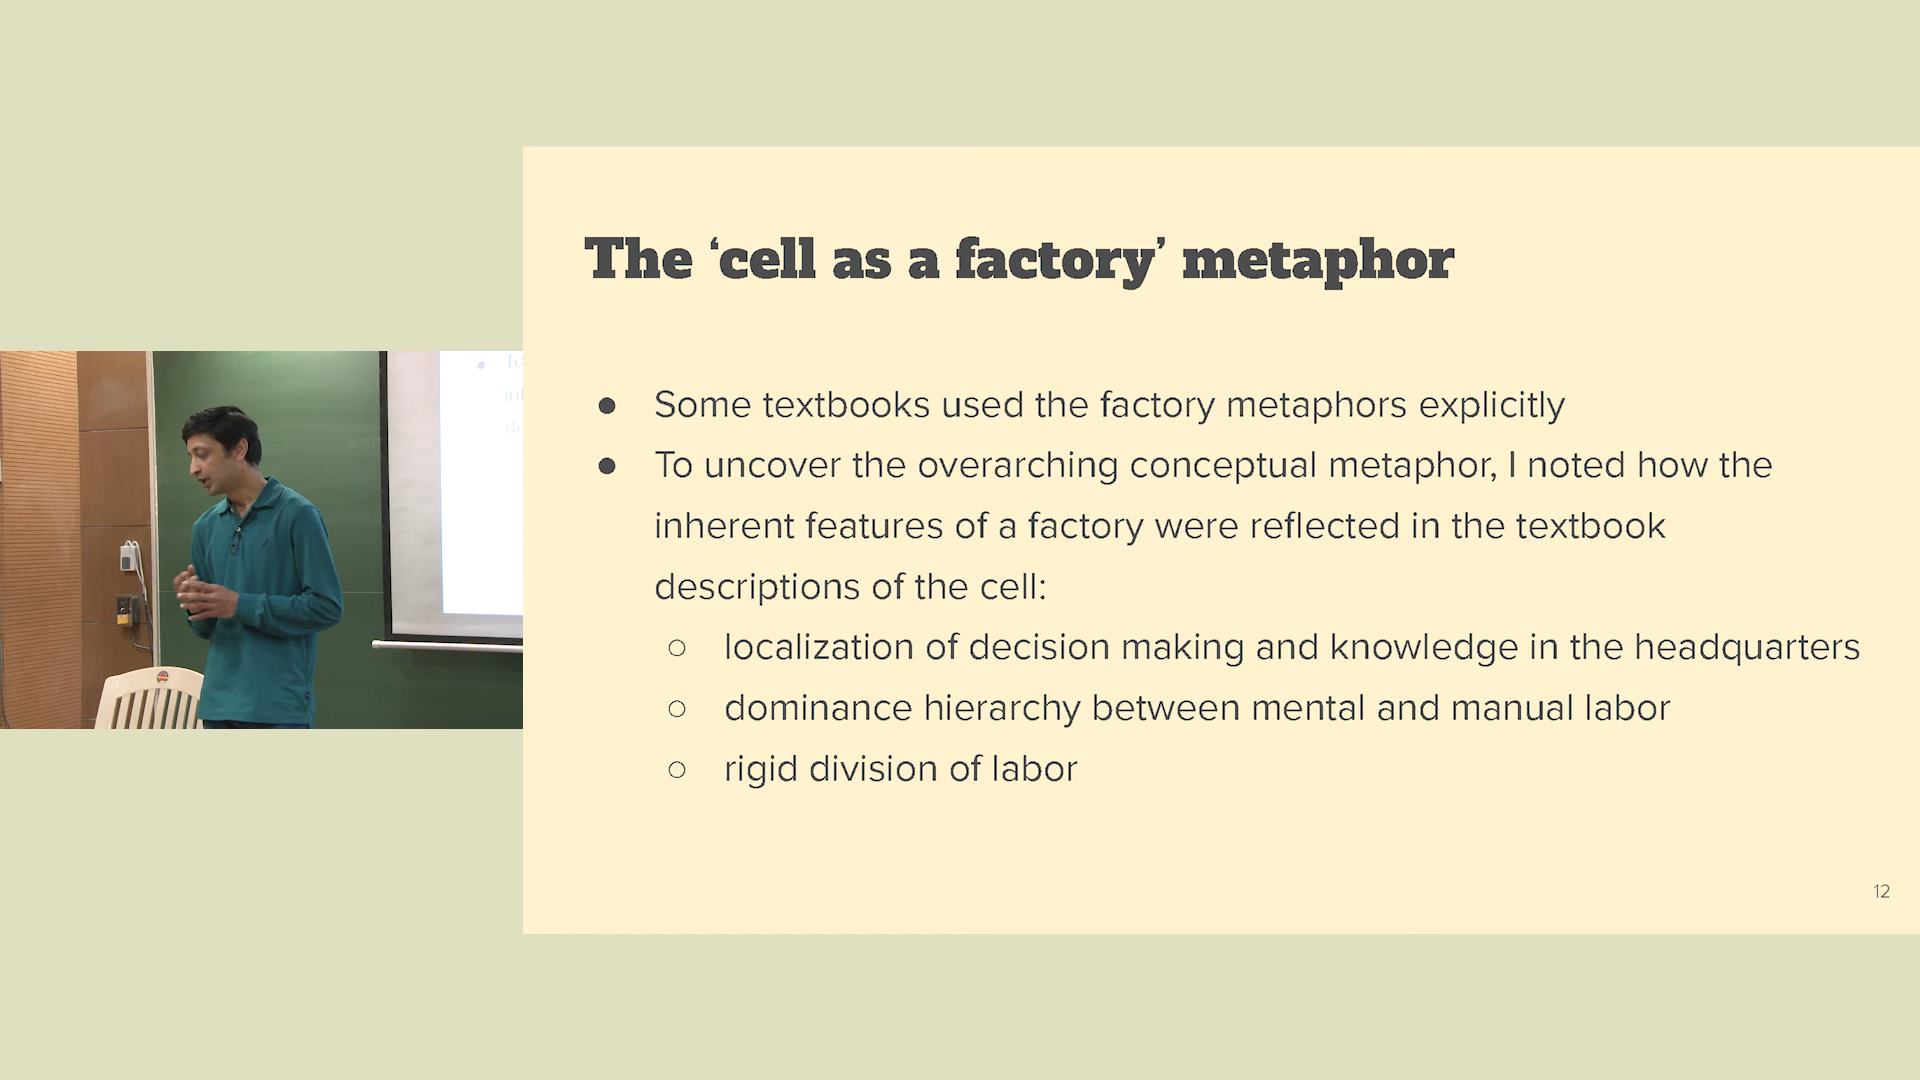 The ‘cell as a factory’ metaphor
● Some textbooks used the factory metaphors explicitly
● To uncover the overarching conceptual metaphor, I noted how the
inherent features of a factory were reflected in the textbook
descriptions of the cell:
○ localization of decision making and knowledge in the headquarters
○ dominance hierarchy between mental and manual labor
○ rigid division of labor
12